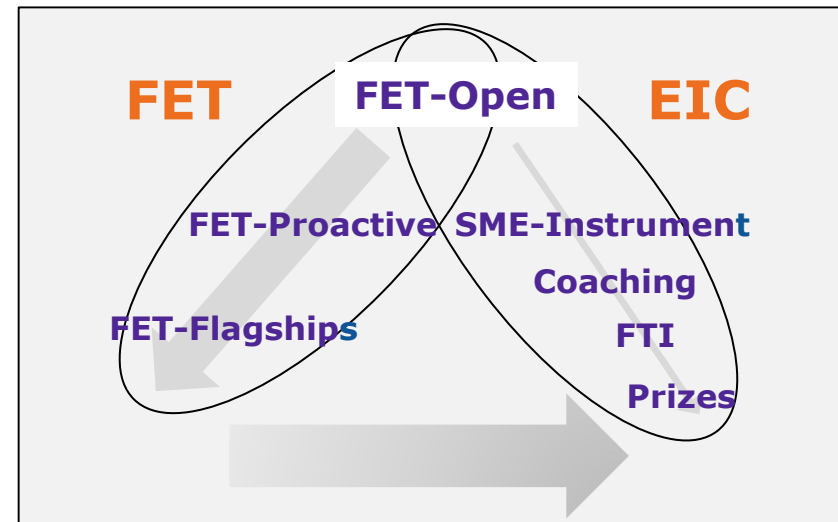 FET
FET-Open
EIC
FET-Proactive
SME-Instrument
Coaching
FET-Flagships
FTI
Prizes